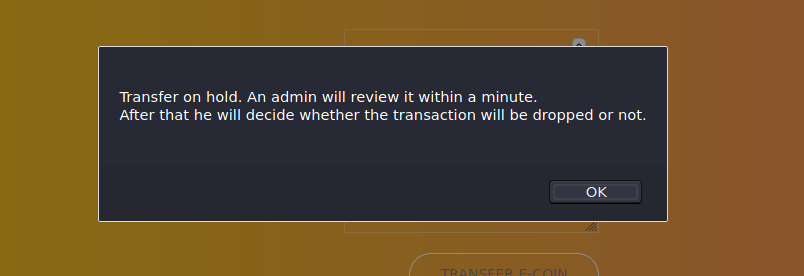 Transfer on hold. An admin will review it within a minute.
After that he will decide whether the transaction will be dropped or not.
OK
TRANSFER E-COIN